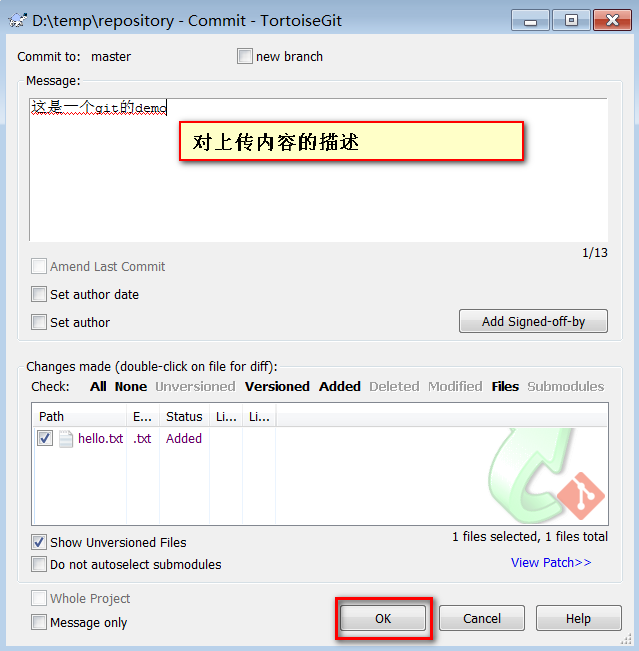 D:\temp\repository - Commit - TortoiseGit
Commit to: master
new branch
Message:
这是一个git的demo
对上传内容的描述
1/13
Amend Last Commit
Set author date
Set author
Add Signed-off-by
Changes made (double-click on file for diff):
Check: All None Unversioned Versioned Added Deleted Modified Files Submodules
Path E... Status Li... Li...
hello.txt .txt Added
Show Unversioned Files
1 files selected, 1 files total
Do not autoselect submodules
View Patch>>
Whole Project
Message only
OK
Cancel
Help